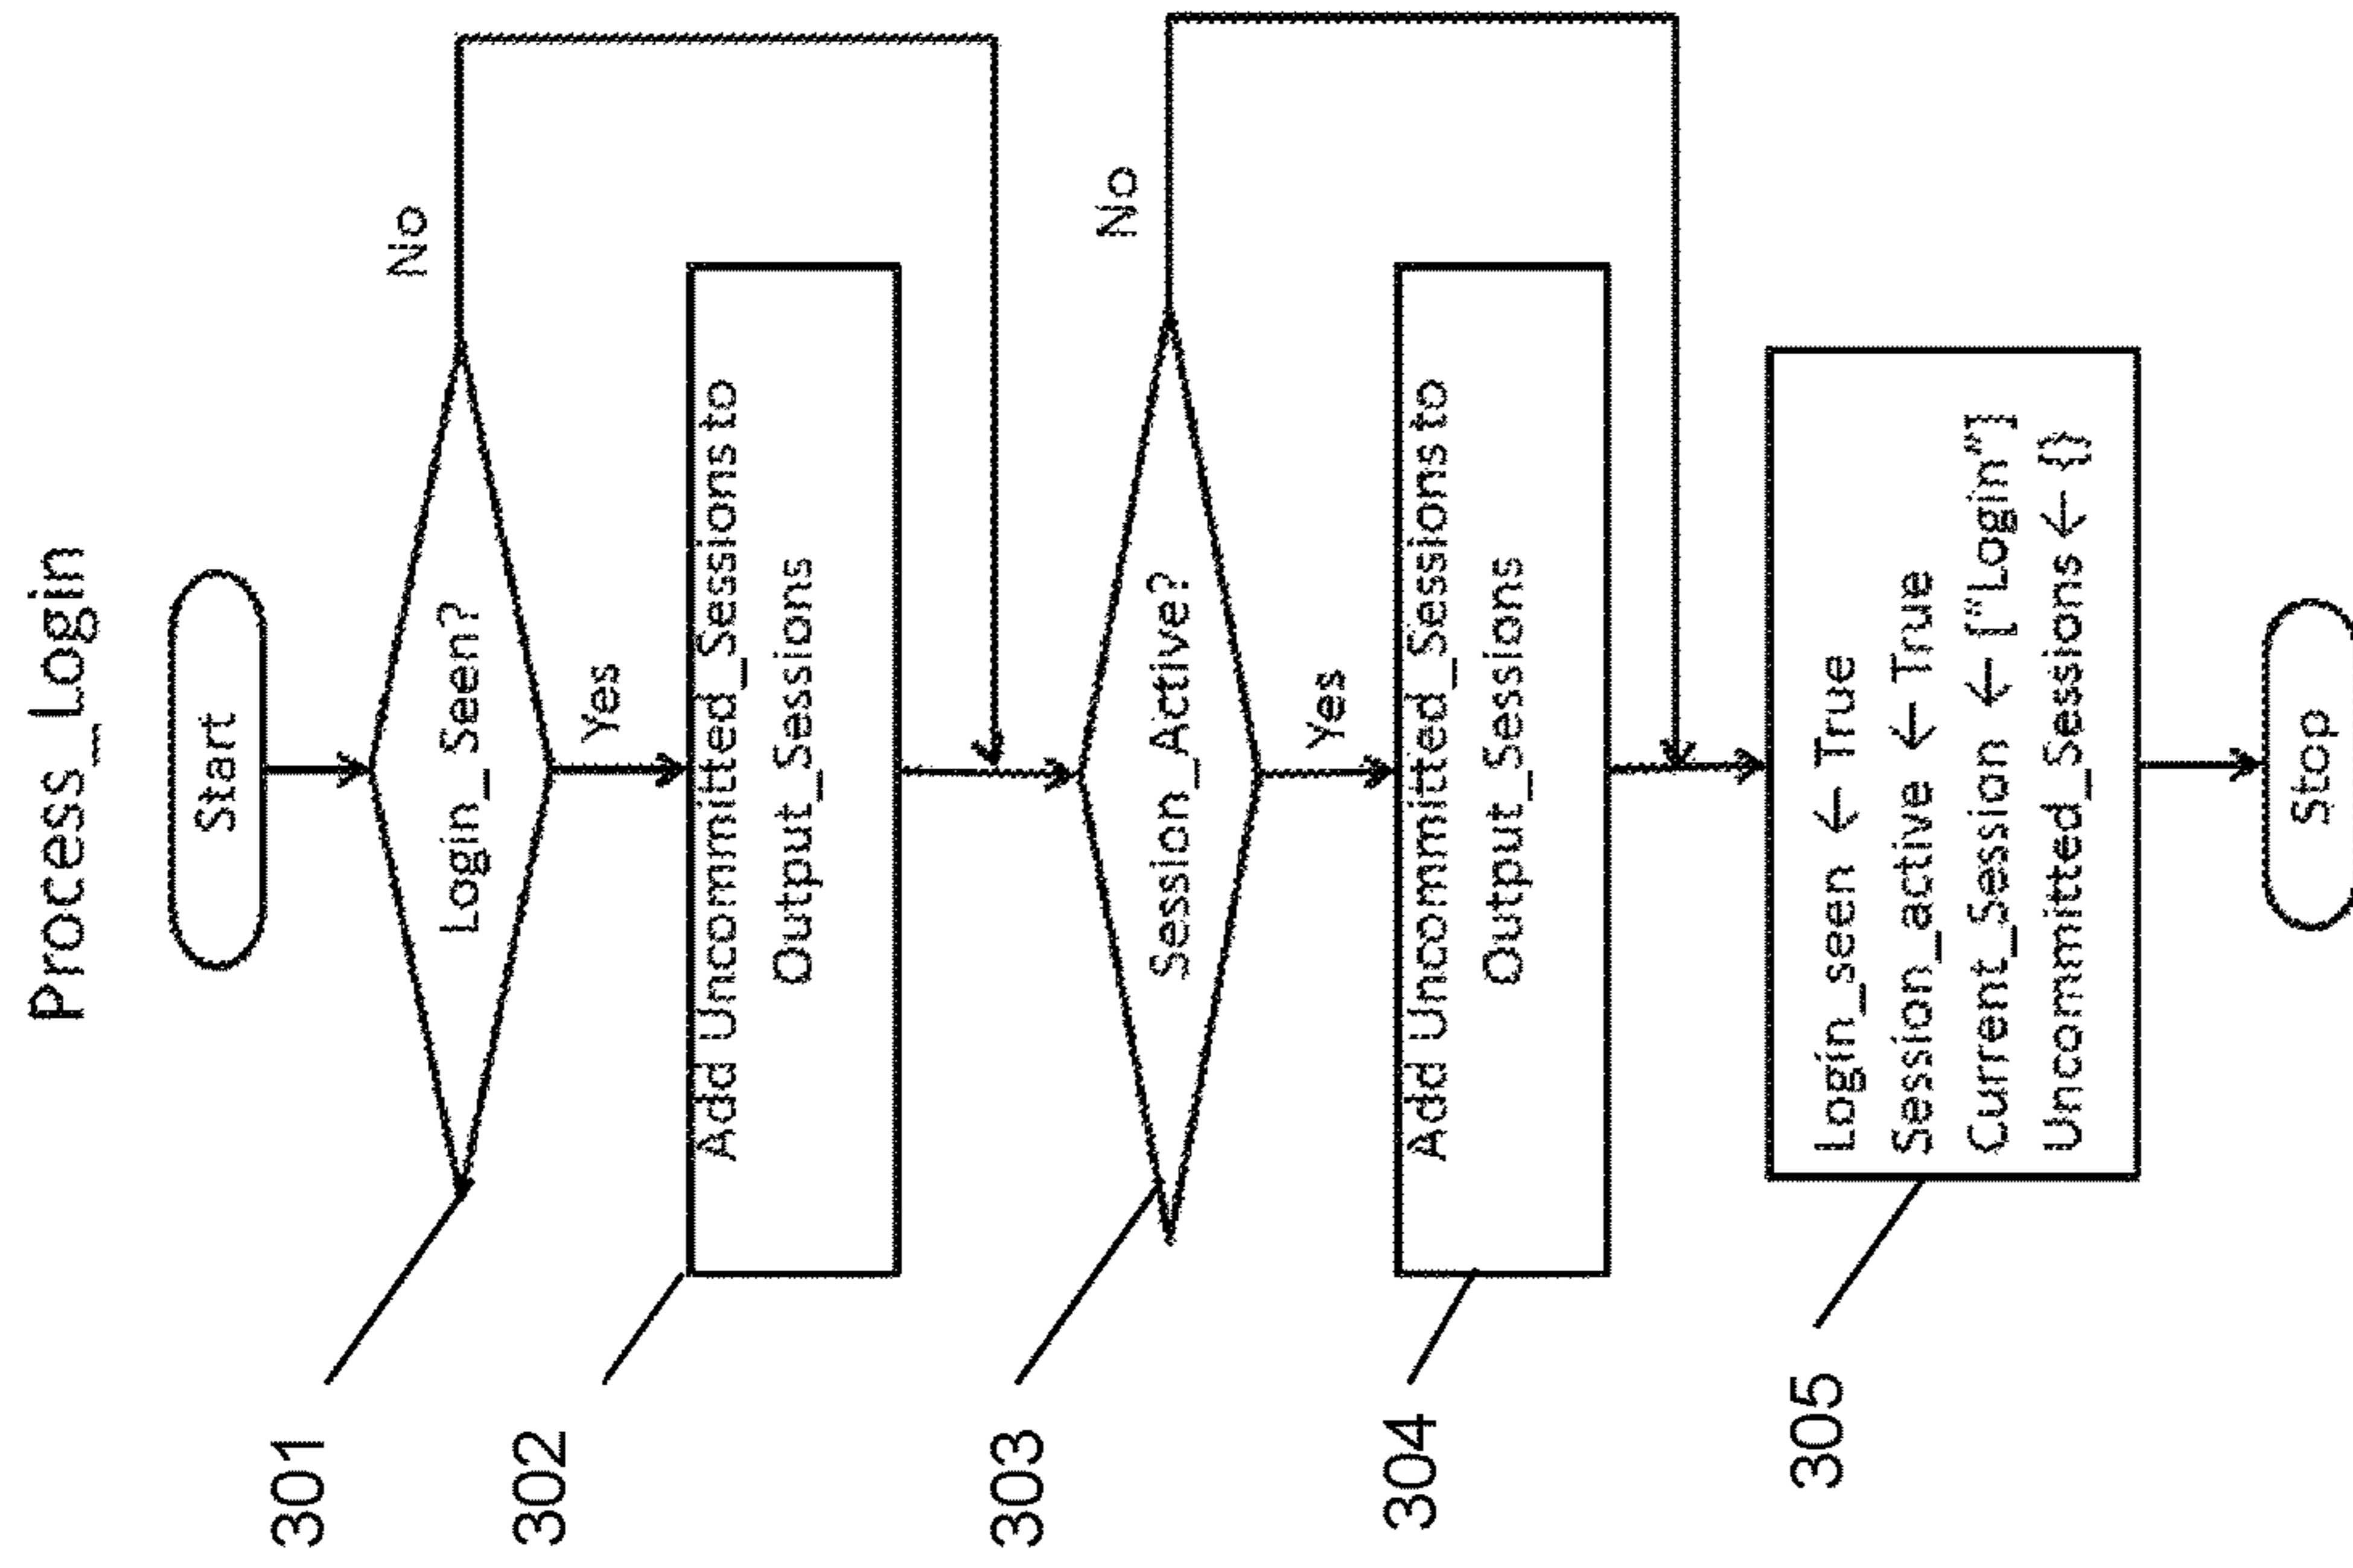 Process_Login
Start
301
Login_Seen?
No
Yes
302
Add Uncommitted_Sessions to
Output_Sessions
303
Session_Active?
No
Yes
304
Add Uncommitted_Sessions to
Output_Sessions
305
Login_seen ← True
Session_active ← True
Current_Session ← ["Login"]
Uncommitted_Sessions ← {}
Stop